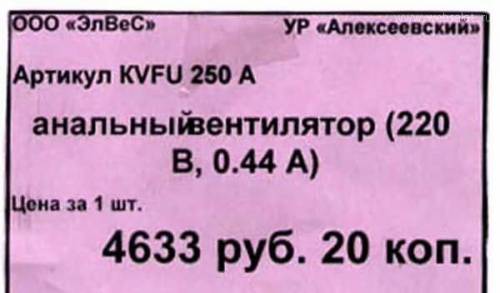 ООО «ЭлВеС» УР «Алексеевский»
Артикул KVFU 250 А
анальныйвентилятор (220
В, 0.44 А)
Цена за 1 шт.
4633 руб. 20 коп.